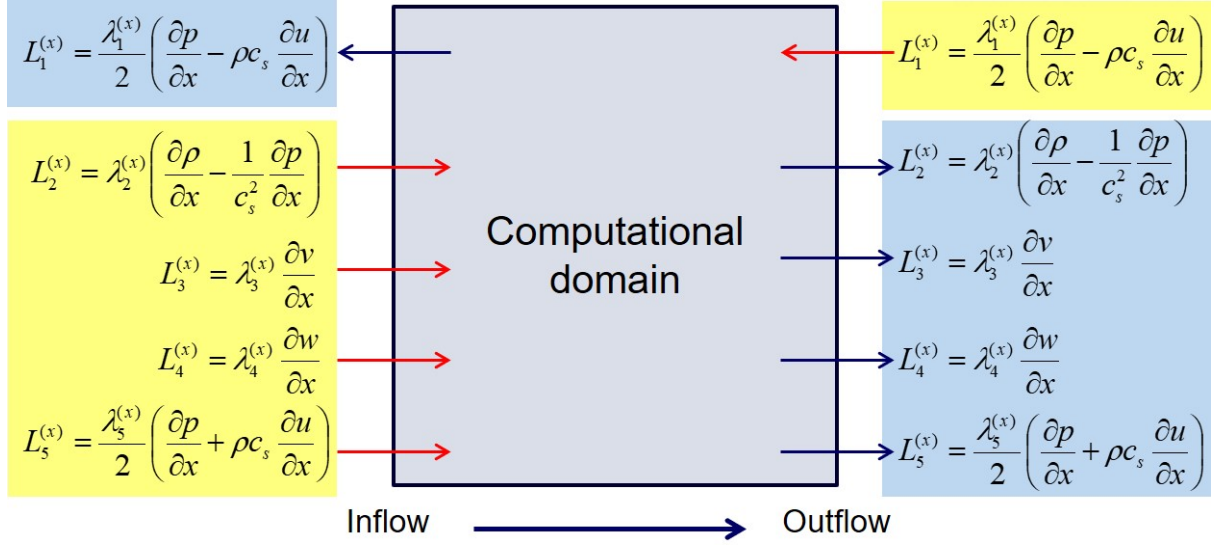 L_1^{(x)} = \frac{\lambda_1^{(x)}}{2} \left( \frac{\partial p}{\partial x} - \rho c_s \frac{\partial u}{\partial x} \right)
L_2^{(x)} = \lambda_2^{(x)} \left( \frac{\partial \rho}{\partial x} - \frac{1}{c_s^2} \frac{\partial p}{\partial x} \right)
L_3^{(x)} = \lambda_3^{(x)} \frac{\partial v}{\partial x}
L_4^{(x)} = \lambda_4^{(x)} \frac{\partial w}{\partial x}
L_5^{(x)} = \frac{\lambda_5^{(x)}}{2} \left( \frac{\partial p}{\partial x} + \rho c_s \frac{\partial u}{\partial x} \right)
Computational
domain
L_1^{(x)} = \frac{\lambda_1^{(x)}}{2} \left( \frac{\partial p}{\partial x} - \rho c_s \frac{\partial u}{\partial x} \right)
L_2^{(x)} = \lambda_2^{(x)} \left( \frac{\partial \rho}{\partial x} - \frac{1}{c_s^2} \frac{\partial p}{\partial x} \right)
L_3^{(x)} = \lambda_3^{(x)} \frac{\partial v}{\partial x}
L_4^{(x)} = \lambda_4^{(x)} \frac{\partial w}{\partial x}
L_5^{(x)} = \frac{\lambda_5^{(x)}}{2} \left( \frac{\partial p}{\partial x} + \rho c_s \frac{\partial u}{\partial x} \right)
Inflow Outflow